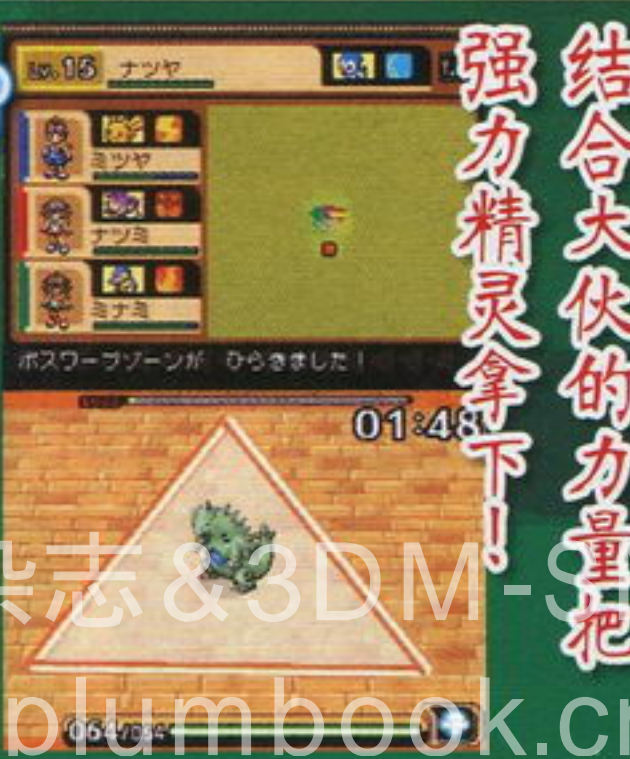 结合大伙的力量把
强力精灵拿下！
Lv.15 ナツヤ
ミツヤ
ナツミ
ミナミ
ボスワープゾーンが ひらきました！
01:48
杂志&3DM-S
064/064
plumbook.cn